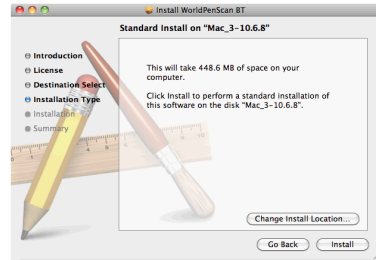 Install WorldPenScan BT
Standard Install on "Mac_3-10.6.8"
Introduction
License
Destination Select
Installation Type
Installation
Summary
This will take 448.6 MB of space on your
computer.
Click Install to perform a standard installation of
this software on the disk "Mac_3-10.6.8".
Change Install Location...
Go Back
Install